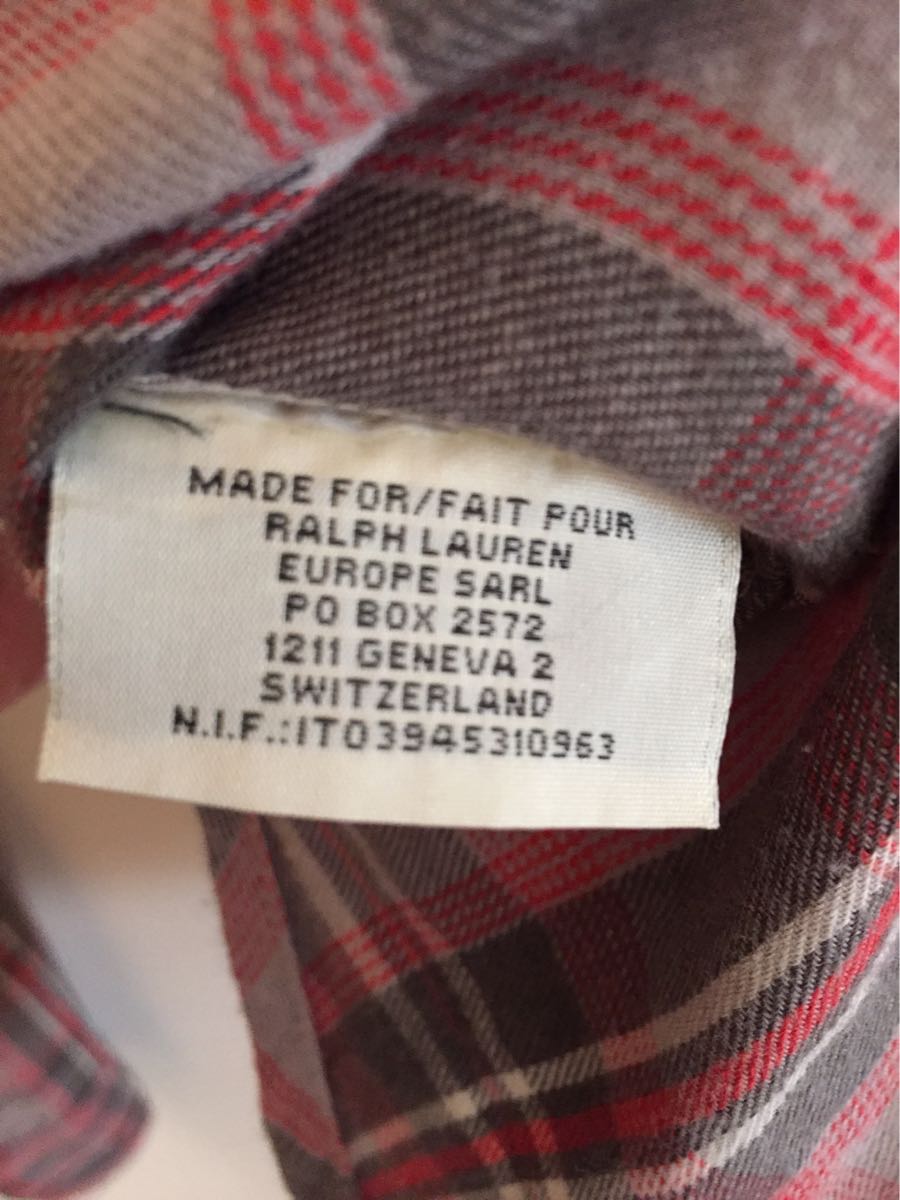 MADE FOR/FAIT POUR
RALPH LAUREN
EUROPE SARL
PO BOX 2572
1211 GENEVA 2
SWITZERLAND
N.I.F.:IT03945310963